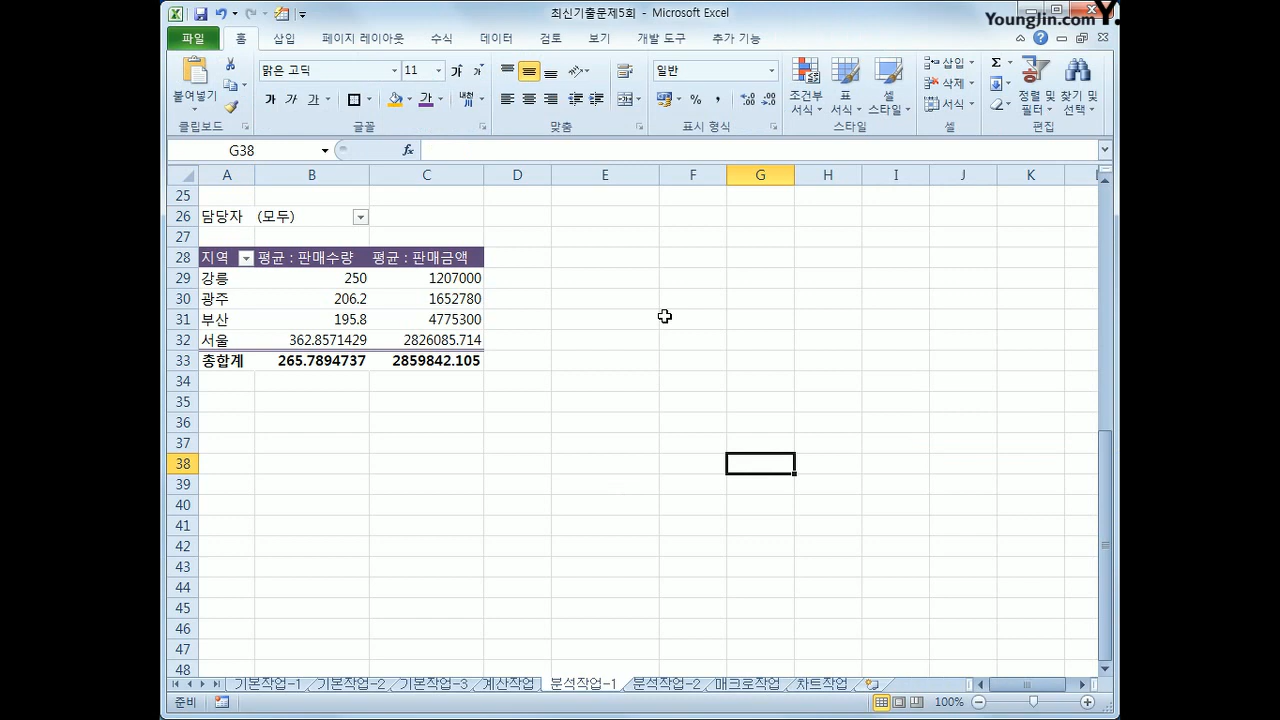 최신기출문제5회 - Microsoft Excel
YoungJin.com Y.
파일 홈 삽입 페이지 레이아웃 수식 데이터 검토 보기 개발 도구 추가 기능
붙여넣기
맑은 고딕 11
일반
조건부 서식
표 서식
셀 스타일
삽입
삭제
서식
정렬 및 필터
찾기 및 선택
클립보드 글꼴 맞춤 표시 형식 스타일 셀 편집
G38 fx
A B C D E F G H I J K
25
26 담당자 (모두)
27
28 지역 평균 : 판매수량 평균 : 판매금액
29 강릉 250 1207000
30 광주 206.2 1652780
31 부산 195.8 4775300
32 서울 362.8571429 2826085.714
33 총합계 265.7894737 2859842.105
34
35
36
37
38
39
40
41
42
43
44
45
46
47
48
기본작업-1 기본작업-2 기본작업-3 계산작업 분석작업-1 분석작업-2 매크로작업 차트작업
준비 100%